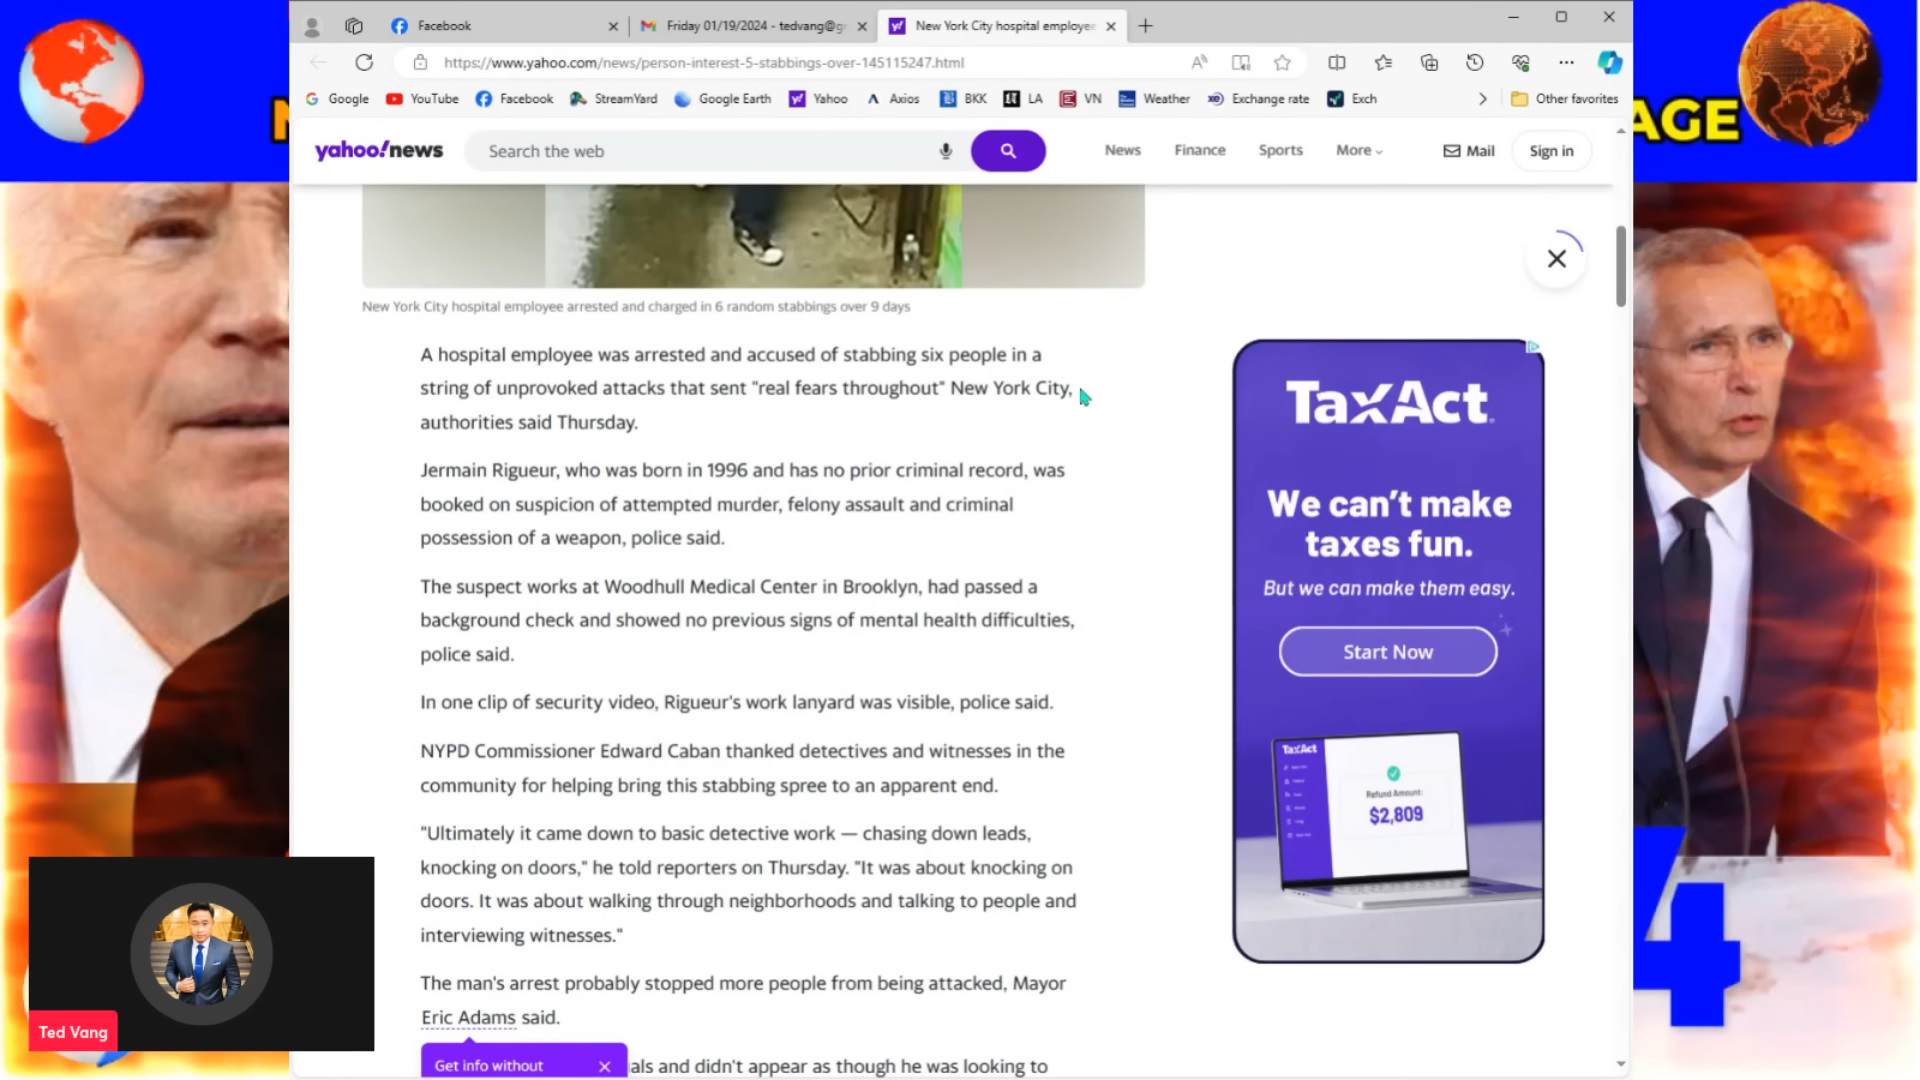 Facebook
Friday 01/19/2024 - tedvang@g
New York City hospital employee
https://www.yahoo.com/news/person-interest-5-stabbings-over-145115247.html
Google
YouTube
Facebook
StreamYard
Google Earth
Yahoo
Axios
BKK
LA
VN
Weather
Exchange rate
Exch
Other favorites
AGE
yahoo!news
Search the web
News
Finance
Sports
More
Mail
Sign in
New York City hospital employee arrested and charged in 6 random stabbings over 9 days
A hospital employee was arrested and accused of stabbing six people in a
string of unprovoked attacks that sent "real fears throughout" New York City,
authorities said Thursday.
Jermain Rigueur, who was born in 1996 and has no prior criminal record, was
booked on suspicion of attempted murder, felony assault and criminal
possession of a weapon, police said.
The suspect works at Woodhull Medical Center in Brooklyn, had passed a
background check and showed no previous signs of mental health difficulties,
police said.
In one clip of security video, Rigueur's work lanyard was visible, police said.
NYPD Commissioner Edward Caban thanked detectives and witnesses in the
community for helping bring this stabbing spree to an apparent end.
"Ultimately it came down to basic detective work — chasing down leads,
knocking on doors," he told reporters on Thursday. "It was about knocking on
doors. It was about walking through neighborhoods and talking to people and
interviewing witnesses."
The man's arrest probably stopped more people from being attacked, Mayor
Eric Adams said.
Get info without
als and didn't appear as though he was looking to
TaxAct
We can't make
taxes fun.
But we can make them easy.
Start Now
TaxAct
Refund Amount:
$2,809
4
Ted Vang